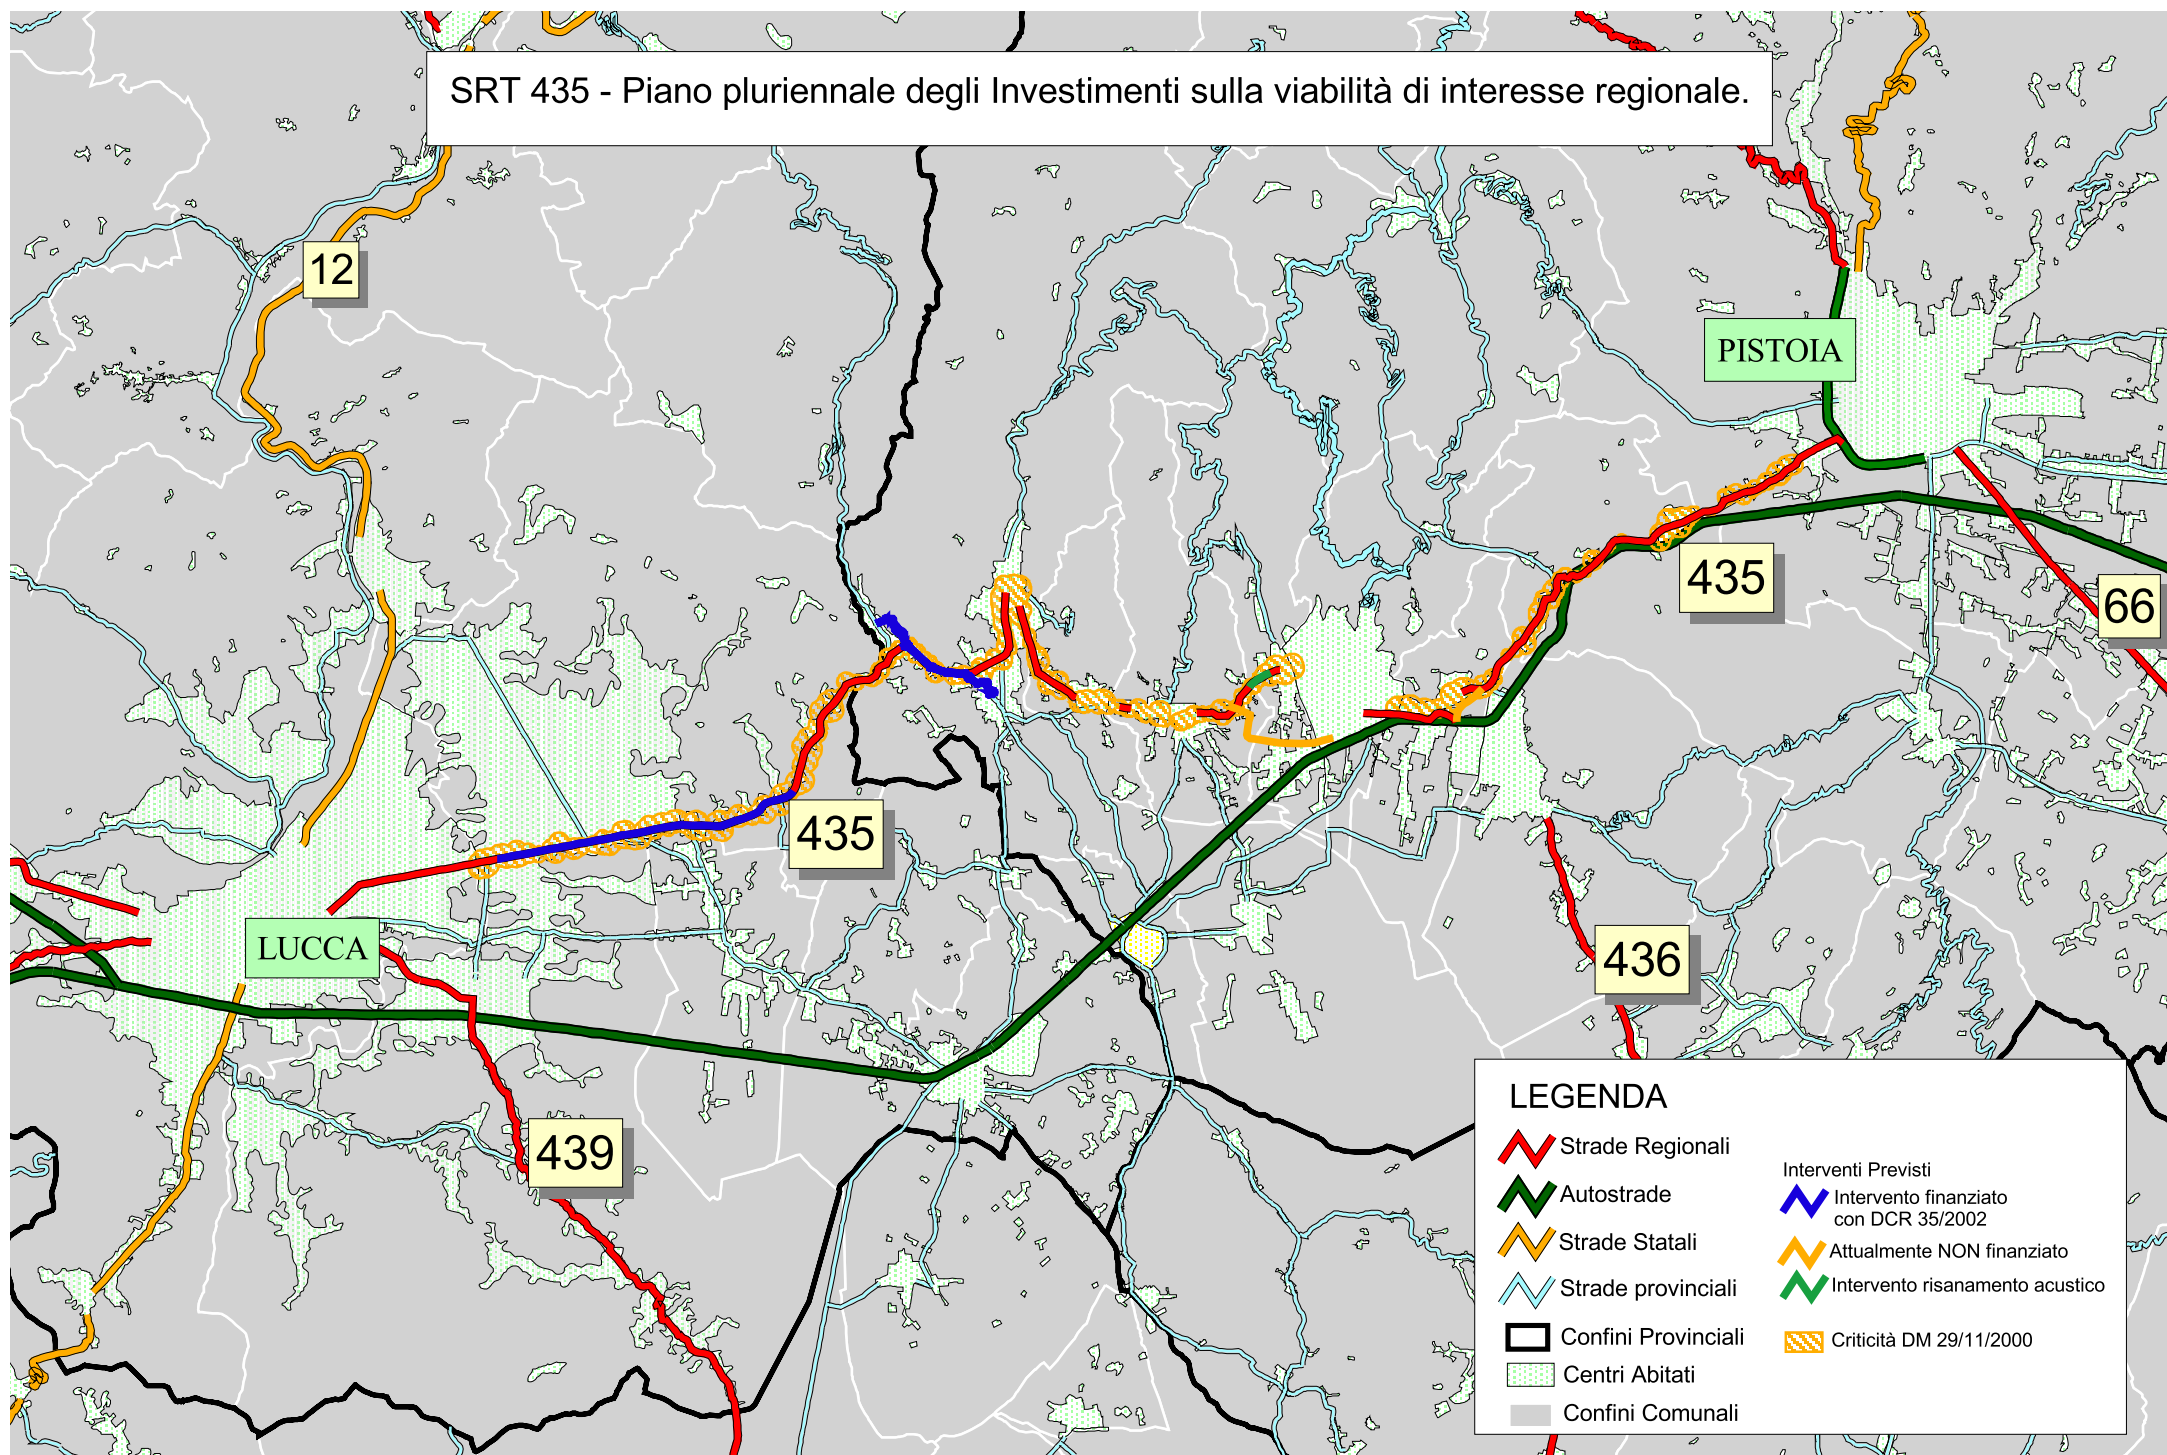 SRT 435 - Piano pluriennale degli Investimenti sulla viabilità di interesse regionale.
12
PISTOIA
435
66
435
LUCCA
436
439
LEGENDA
Strade Regionali
Autostrade
Strade Statali
Strade provinciali
Confini Provinciali
Centri Abitati
Confini Comunali
Interventi Previsti
Intervento finanziato
con DCR 35/2002
Attualmente NON finanziato
Intervento risanamento acustico
Criticità DM 29/11/2000